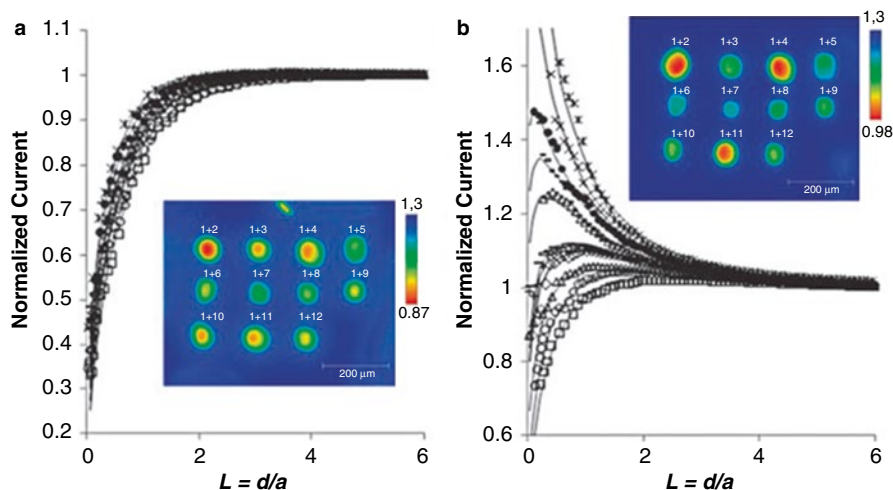 a
1.1
1
0.9
0.8
0.7
0.6
0.5
0.4
0.3
0.2
Normalized Current
0 2 4 6
L = d/a
1+2 1+3 1+4 1+5
1+6 1+7 1+8 1+9
1+10 1+11 1+12
200 µm
1,3
0.87
b
1.6
1.4
1.2
1
0.8
0.6
Normalized Current
0 2 4 6
L = d/a
1+2 1+3 1+4 1+5
1+6 1+7 1+8 1+9
1+10 1+11 1+12
200 µm
1,3
0.98